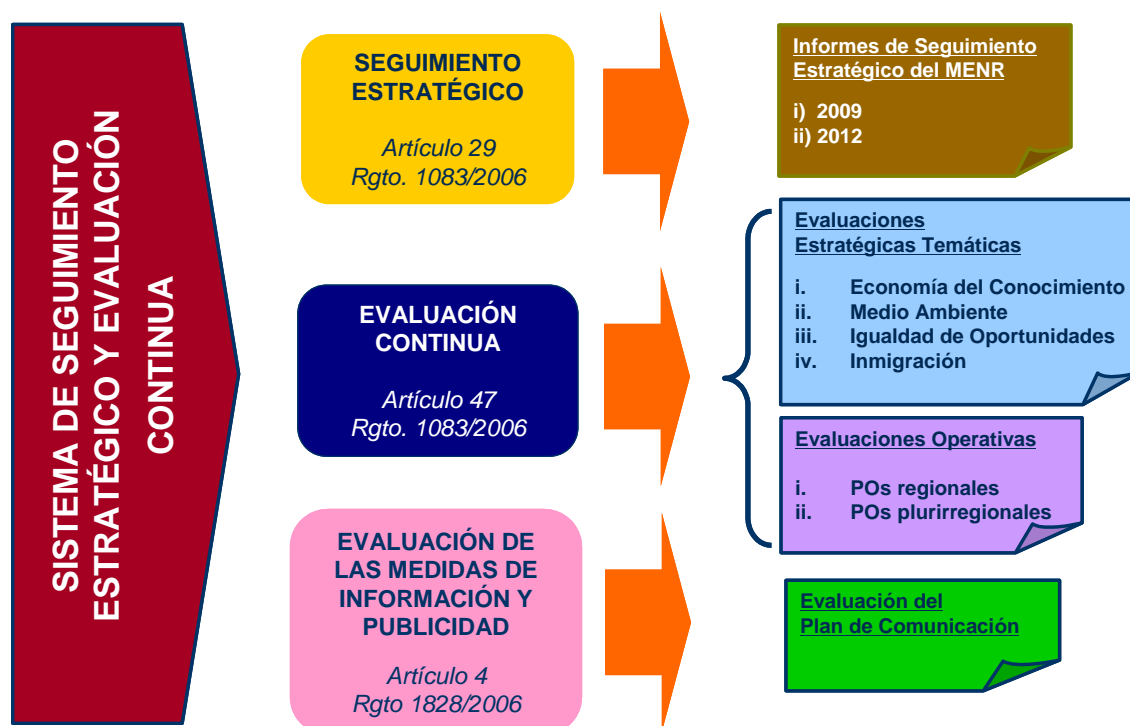 SISTEMA DE SEGUIMIENTO
ESTRATÉGICO Y EVALUACIÓN
CONTINUA
SEGUIMIENTO
ESTRATÉGICO
Artículo 29
Rgto. 1083/2006
Informes de Seguimiento
Estratégico del MENR
i) 2009
ii) 2012
EVALUACIÓN
CONTINUA
Artículo 47
Rgto. 1083/2006
Evaluaciones
Estratégicas Temáticas
i. Economía del Conocimiento
ii. Medio Ambiente
iii. Igualdad de Oportunidades
iv. Inmigración
Evaluaciones Operativas
i. POs regionales
ii. POs plurirregionales
EVALUACIÓN DE
LAS MEDIDAS DE
INFORMACIÓN Y
PUBLICIDAD
Artículo 4
Rgto 1828/2006
Evaluación del
Plan de Comunicación